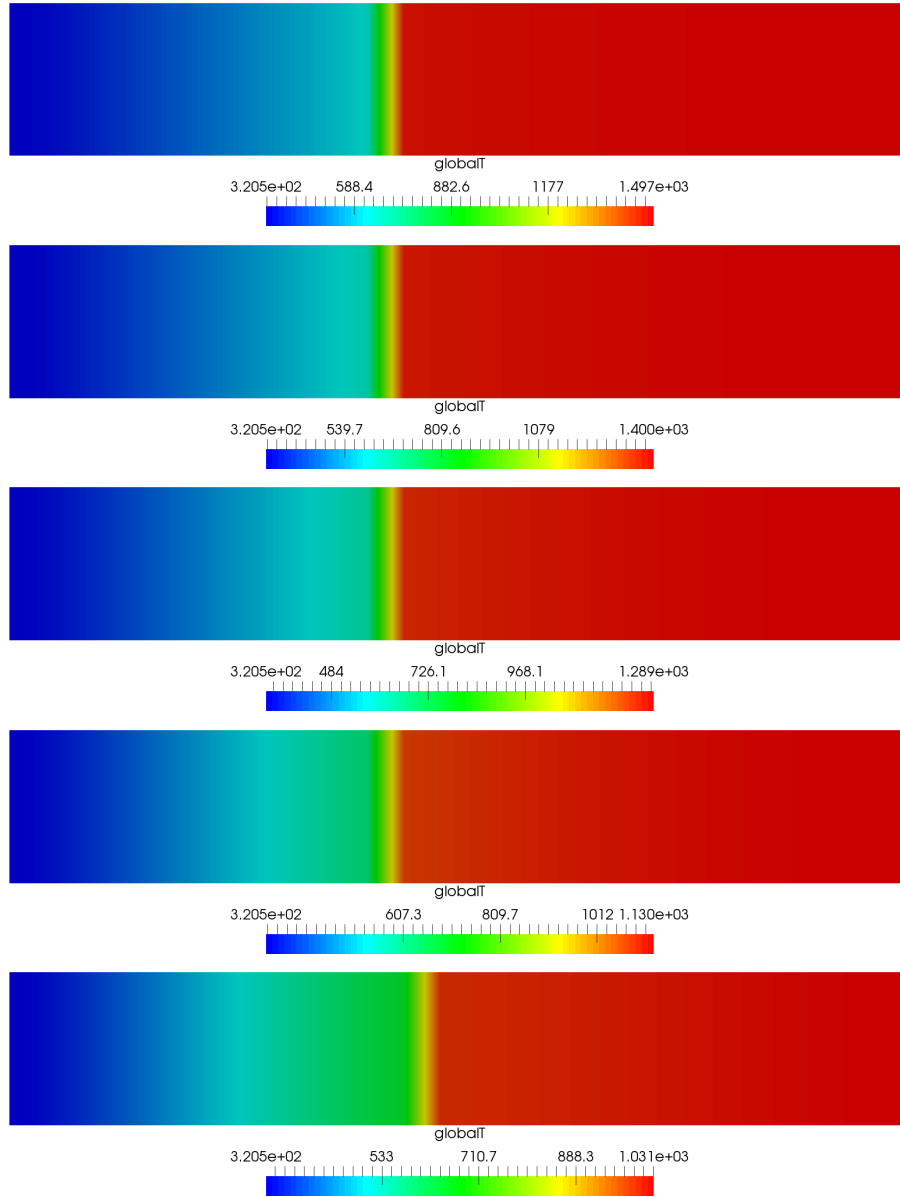 globalT
3.205e+02 588.4 882.6 1177 1.497e+03
globalT
3.205e+02 539.7 809.6 1079 1.400e+03
globalT
3.205e+02 484 726.1 968.1 1.289e+03
globalT
3.205e+02 607.3 809.7 1012 1.130e+03
globalT
3.205e+02 533 710.7 888.3 1.031e+03